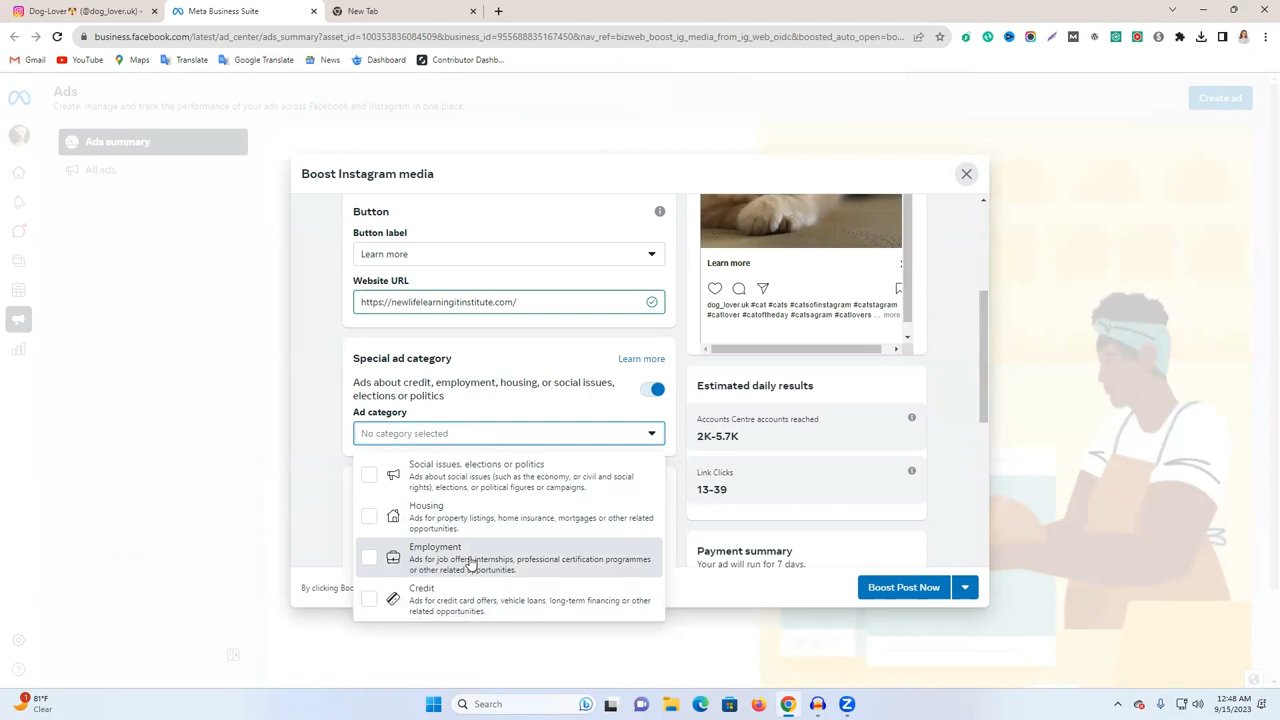 Dog-Lover (@dog_lover.uk) •
Meta Business Suite
New Tab
business.facebook.com/latest/ad_center/ads_summary?asset_id=100353836084509&business_id=955688835167450&nav_ref=bizweb_boost_ig_media_from_ig_web_oidc&boosted_auto_open=bo...
Gmail
YouTube
Maps
Translate
Google Translate
News
Dashboard
Contributor Dashb...
Ads
Create, manage and track the performance of your ads across Facebook and Instagram in one place.
Create ad
Ads summary
All ads
Boost Instagram media
Button
Button label
Learn more
Website URL
https://newlifelearningitinstitute.com/
Special ad category
Learn more
Ads about credit, employment, housing, or social issues,
elections or politics
Ad category
No category selected
Social issues, elections or politics
Ads about social issues (such as the economy, or civil and social
rights), elections, or political figures or campaigns.
Housing
Ads for property listings, home insurance, mortgages or other related
opportunities.
Employment
Ads for job offers, internships, professional certification programmes
or other related opportunities.
Credit
Ads for credit card offers, vehicle loans, long-term financing or other
related opportunities.
By clicking Boo
Learn more
dog_lover.uk #cat #cats #catsofinstagram #catstagram
#catlover #catoftheday #catsagram #catlovers ... more
Estimated daily results
Accounts Centre accounts reached
2K-5.7K
Link Clicks
13-39
Payment summary
Your ad will run for 7 days.
Boost Post Now
1
81°F
Cloudy
Search
12:48 AM
9/15/2023